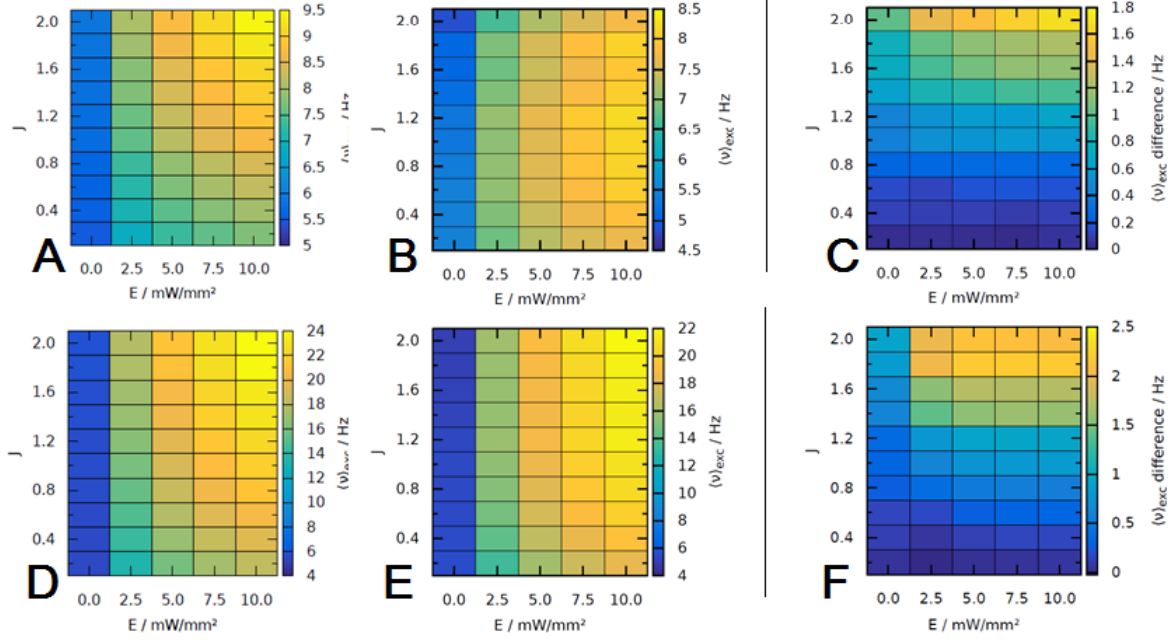 2.0
1.6
1.2
0.8
0.4
J
0.0 2.5 5.0 7.5 10.0
E / mW/mm²
9.5
9
8.5
8
7.5
7
6.5
6
5.5
5
/ Hz
A
2.0
1.6
1.2
0.8
0.4
J
0.0 2.5 5.0 7.5 10.0
E / mW/mm²
8.5
8
7.5
7
6.5
6
5.5
5
4.5
⟨ν⟩exc / Hz
B
2.0
1.6
1.2
0.8
0.4
J
0.0 2.5 5.0 7.5 10.0
E / mW/mm²
1.8
1.6
1.4
1.2
1
0.8
0.6
0.4
0.2
0
⟨ν⟩exc difference / Hz
C
2.0
1.6
1.2
0.8
0.4
J
0.0 2.5 5.0 7.5 10.0
E / mW/mm²
24
22
20
18
16
14
12
10
8
6
4
⟨ν⟩exc / Hz
D
2.0
1.6
1.2
0.8
0.4
J
0.0 2.5 5.0 7.5 10.0
E / mW/mm²
22
20
18
16
14
12
10
8
6
4
⟨ν⟩exc / Hz
E
2.0
1.6
1.2
0.8
0.4
J
0.0 2.5 5.0 7.5 10.0
E / mW/mm²
2.5
2
1.5
1
0.5
0
⟨ν⟩exc difference / Hz
F